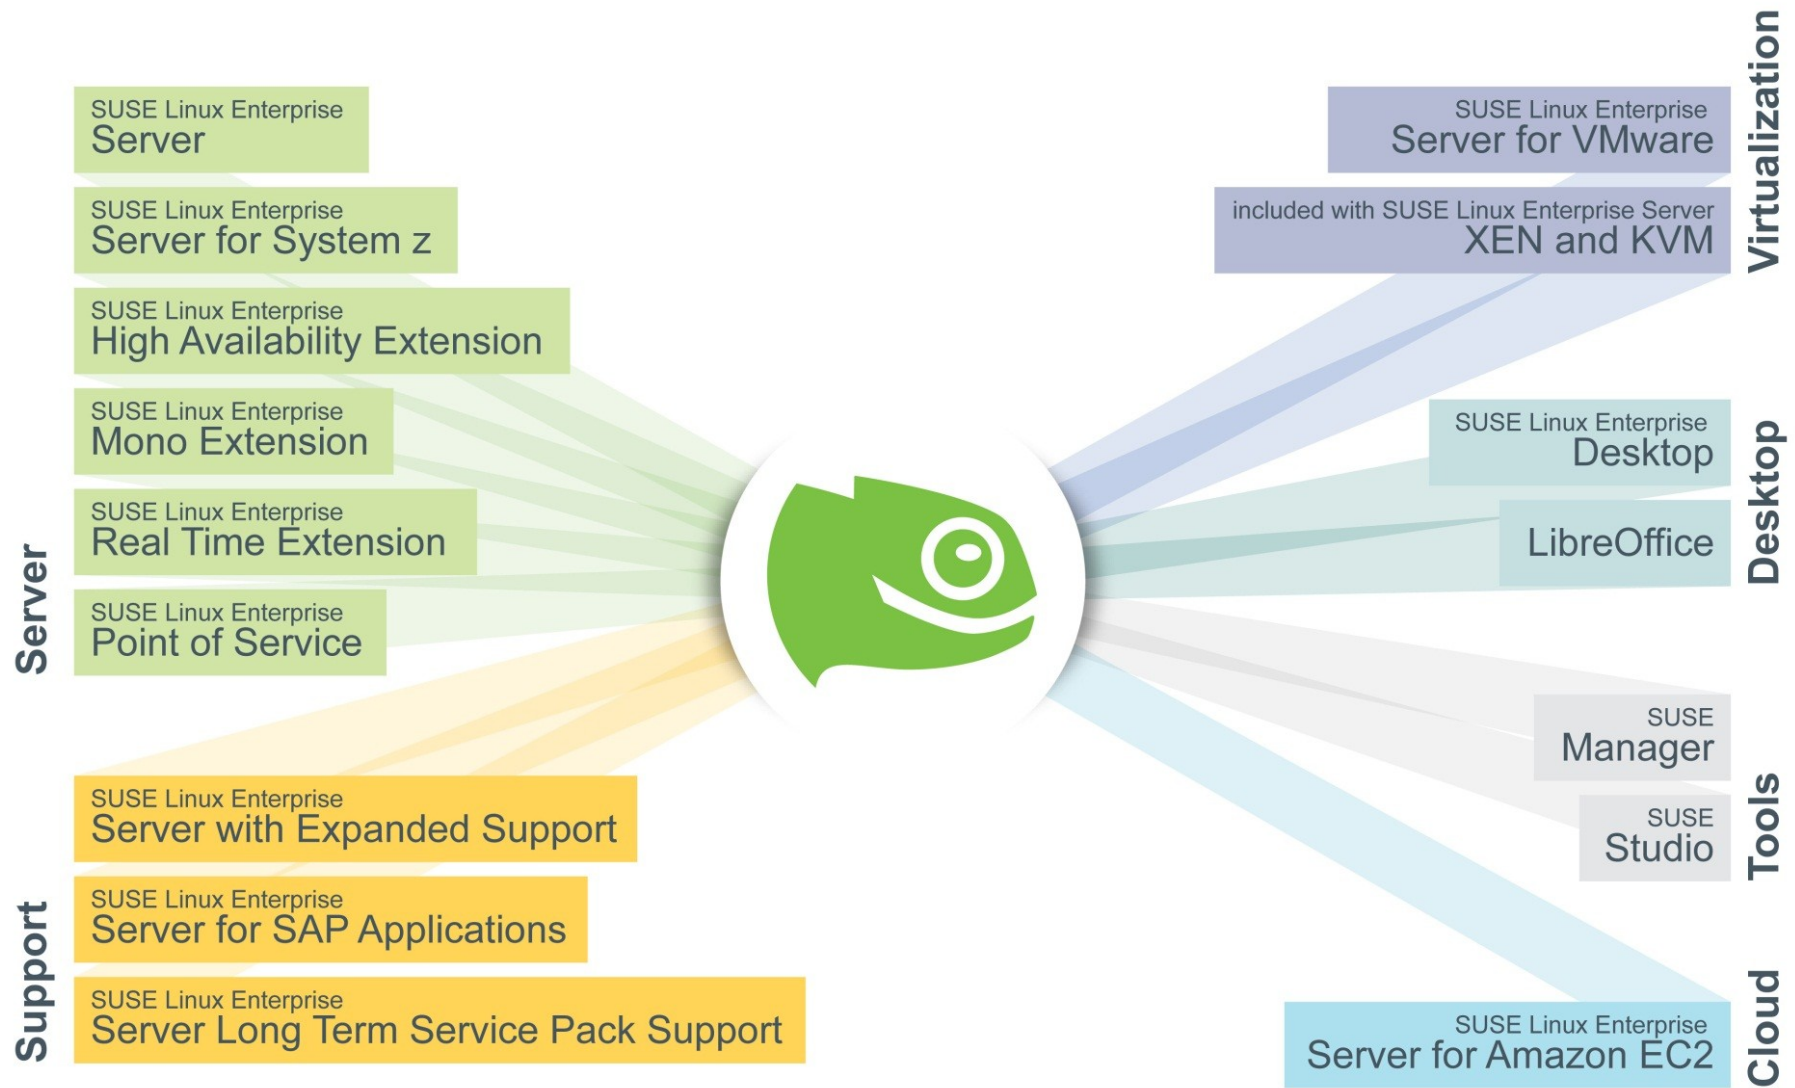 Server
SUSE Linux Enterprise
Server
SUSE Linux Enterprise
Server for System z
SUSE Linux Enterprise
High Availability Extension
SUSE Linux Enterprise
Mono Extension
SUSE Linux Enterprise
Real Time Extension
SUSE Linux Enterprise
Point of Service
Support
SUSE Linux Enterprise
Server with Expanded Support
SUSE Linux Enterprise
Server for SAP Applications
SUSE Linux Enterprise
Server Long Term Service Pack Support
Virtualization
SUSE Linux Enterprise
Server for VMware
included with SUSE Linux Enterprise Server
XEN and KVM
Desktop
SUSE Linux Enterprise
Desktop
LibreOffice
Tools
SUSE
Manager
SUSE
Studio
Cloud
SUSE Linux Enterprise
Server for Amazon EC2